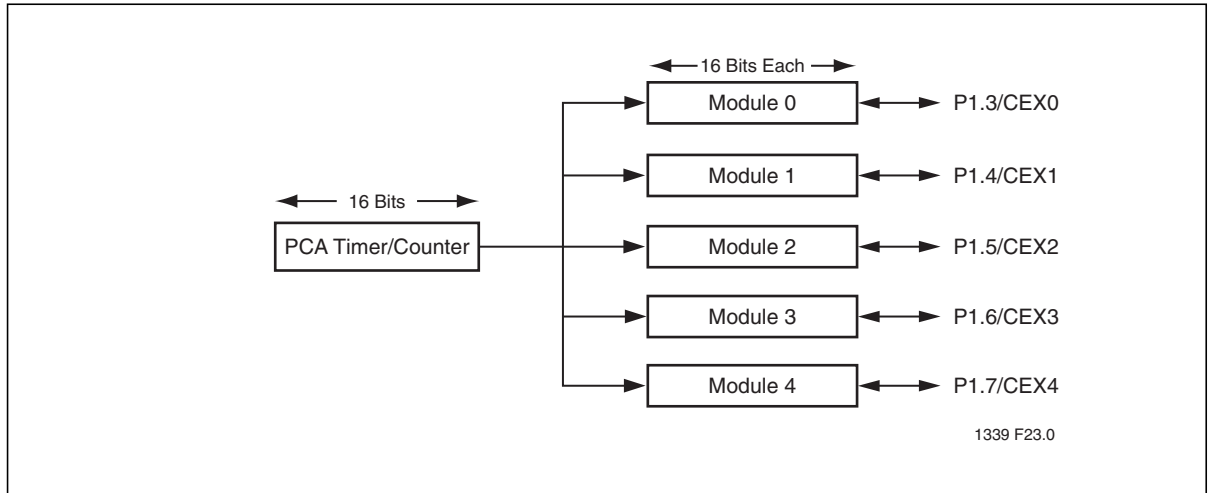 16 Bits Each
Module 0
P1.3/CEX0
Module 1
P1.4/CEX1
16 Bits
PCA Timer/Counter
Module 2
P1.5/CEX2
Module 3
P1.6/CEX3
Module 4
P1.7/CEX4
1339 F23.0